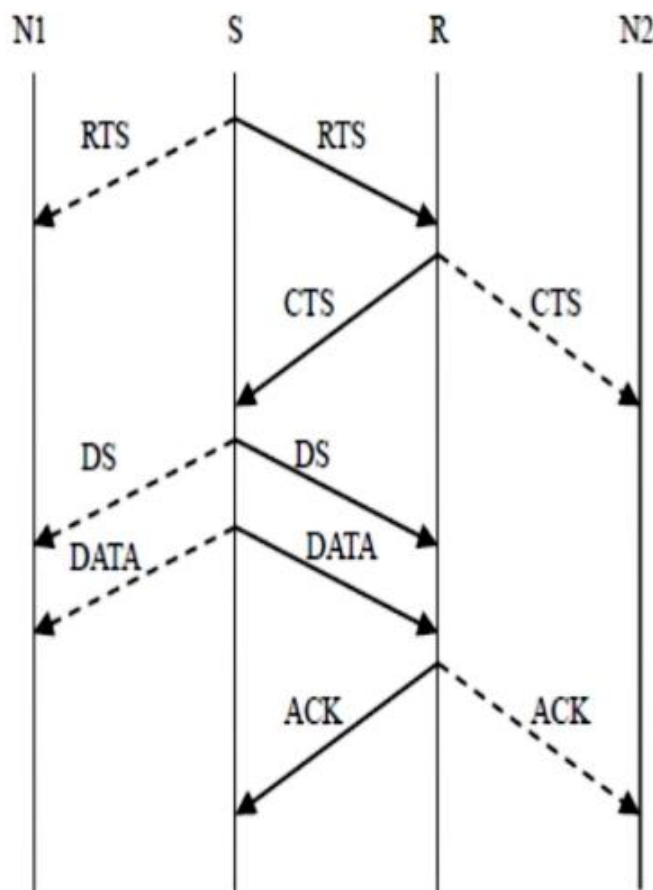 N1 S R N2
RTS RTS
CTS CTS
DS DS
DATA DATA
ACK ACK